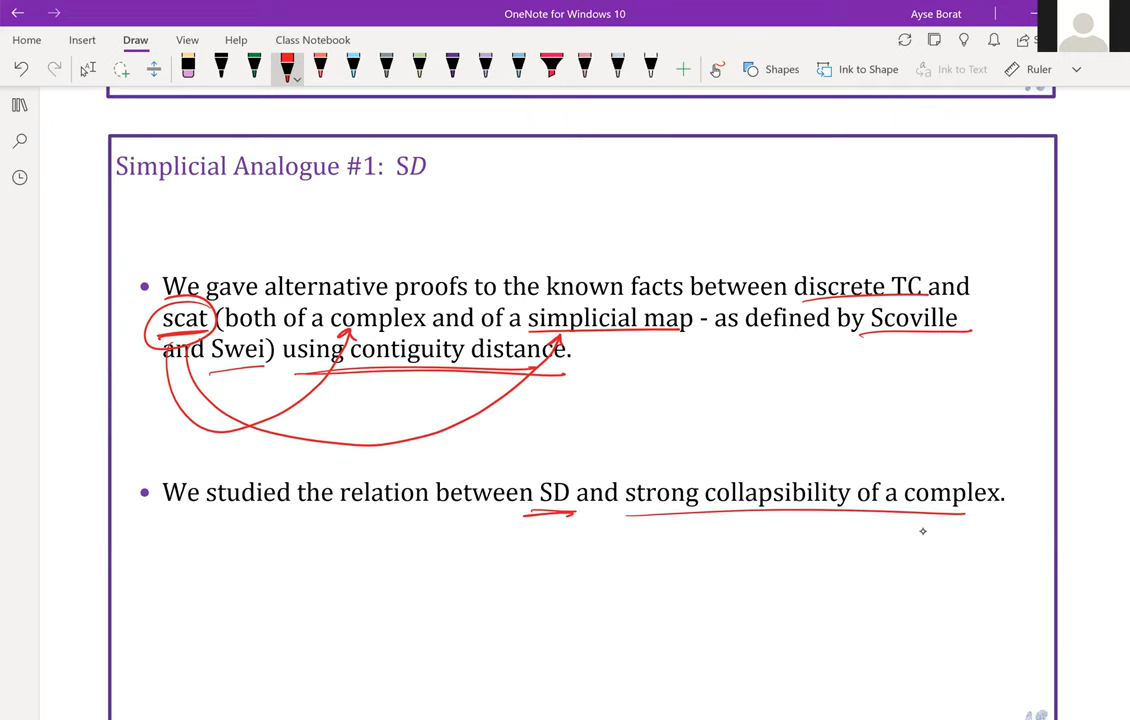 OneNote for Windows 10
Ayse Borat
Home Insert Draw View Help Class Notebook
Shapes Ink to Shape Ink to Text Ruler
Simplicial Analogue #1: SD
• We gave alternative proofs to the known facts between discrete TC and
scat (both of a complex and of a simplicial map - as defined by Scoville
and Swei) using contiguity distance.
• We studied the relation between SD and strong collapsibility of a complex.